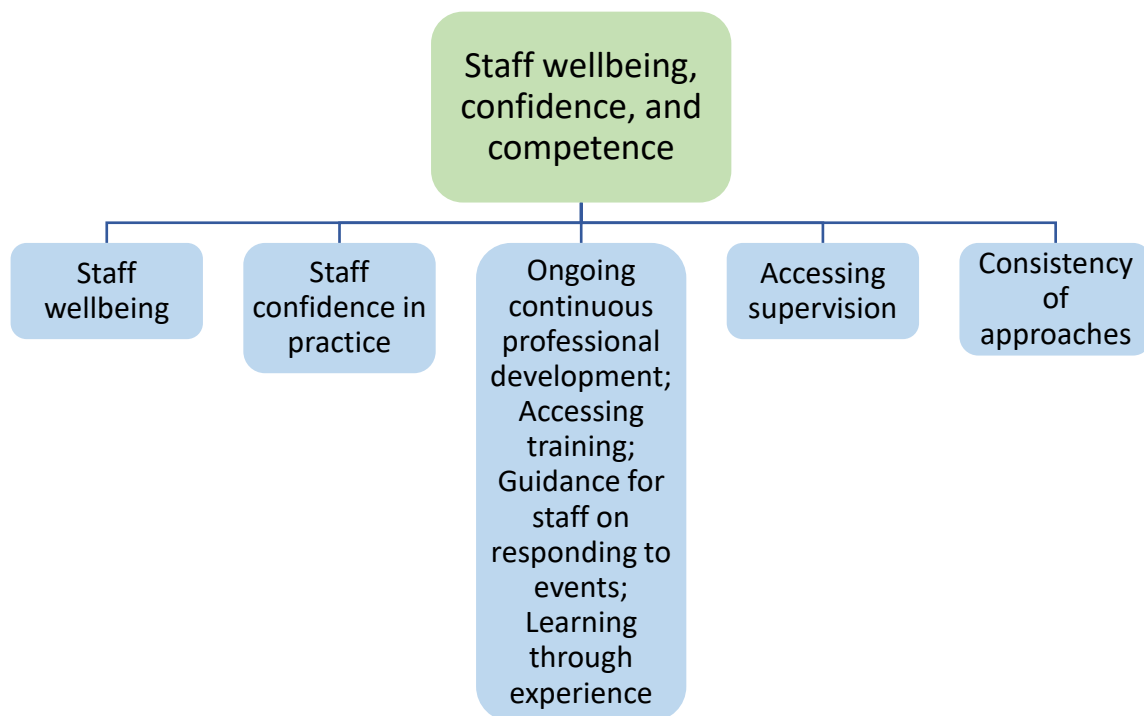 Staff wellbeing,
confidence, and
competence
Staff
wellbeing
Staff
confidence in
practice
Ongoing
continuous
professional
development;
Accessing
training;
Guidance for
staff on
responding to
events;
Learning
through
experience
Accessing
supervision
Consistency
of
approaches